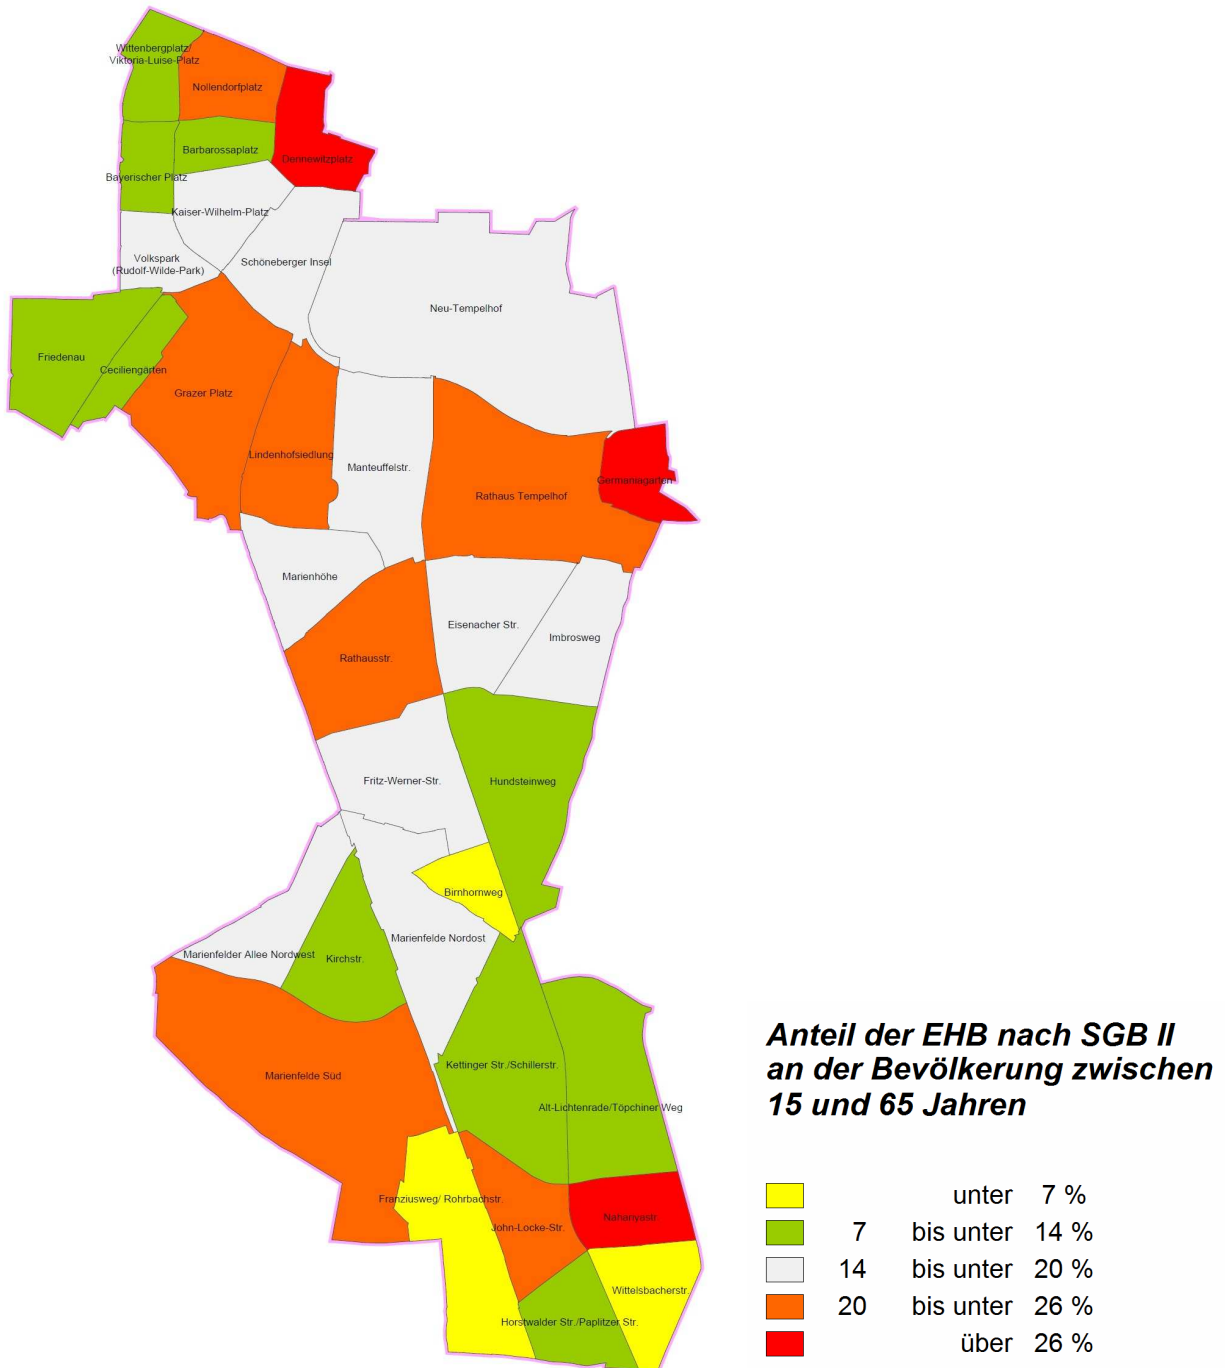 Wittenbergplatz/
Viktoria-Luise-Platz
Nollendorfplatz
Barbarossaplatz
Dennewitzplatz
Bayerischer Platz
Kaiser-Wilhelm-Platz
Volkspark
(Rudolf-Wilde-Park)
Schöneberger Insel
Neu-Tempelhof
Friedenau
Ceciliengärten
Grazer Platz
Lindenhofsiedlung
Manteuffelstr.
Germaniagarten
Rathaus Tempelhof
Marienhöhe
Eisenacher Str.
Imbrosweg
Rathausstr.
Fritz-Werner-Str.
Hundsteinweg
Birnhornweg
Marienfelde Nordost
Marienfelder Allee Nordwest
Kirchstr.
Kettinger Str./Schillerstr.
Marienfelde Süd
Alt-Lichtenrade/Töpchiner Weg
Franziusweg/ Rohrbachstr.
John-Locke-Str.
Nahariyastr.
Wittelsbacherstr.
Horstwalder Str./Paplitzer Str.
Anteil der EHB nach SGB II
an der Bevölkerung zwischen
15 und 65 Jahren
unter 7 %
7 bis unter 14 %
14 bis unter 20 %
20 bis unter 26 %
über 26 %